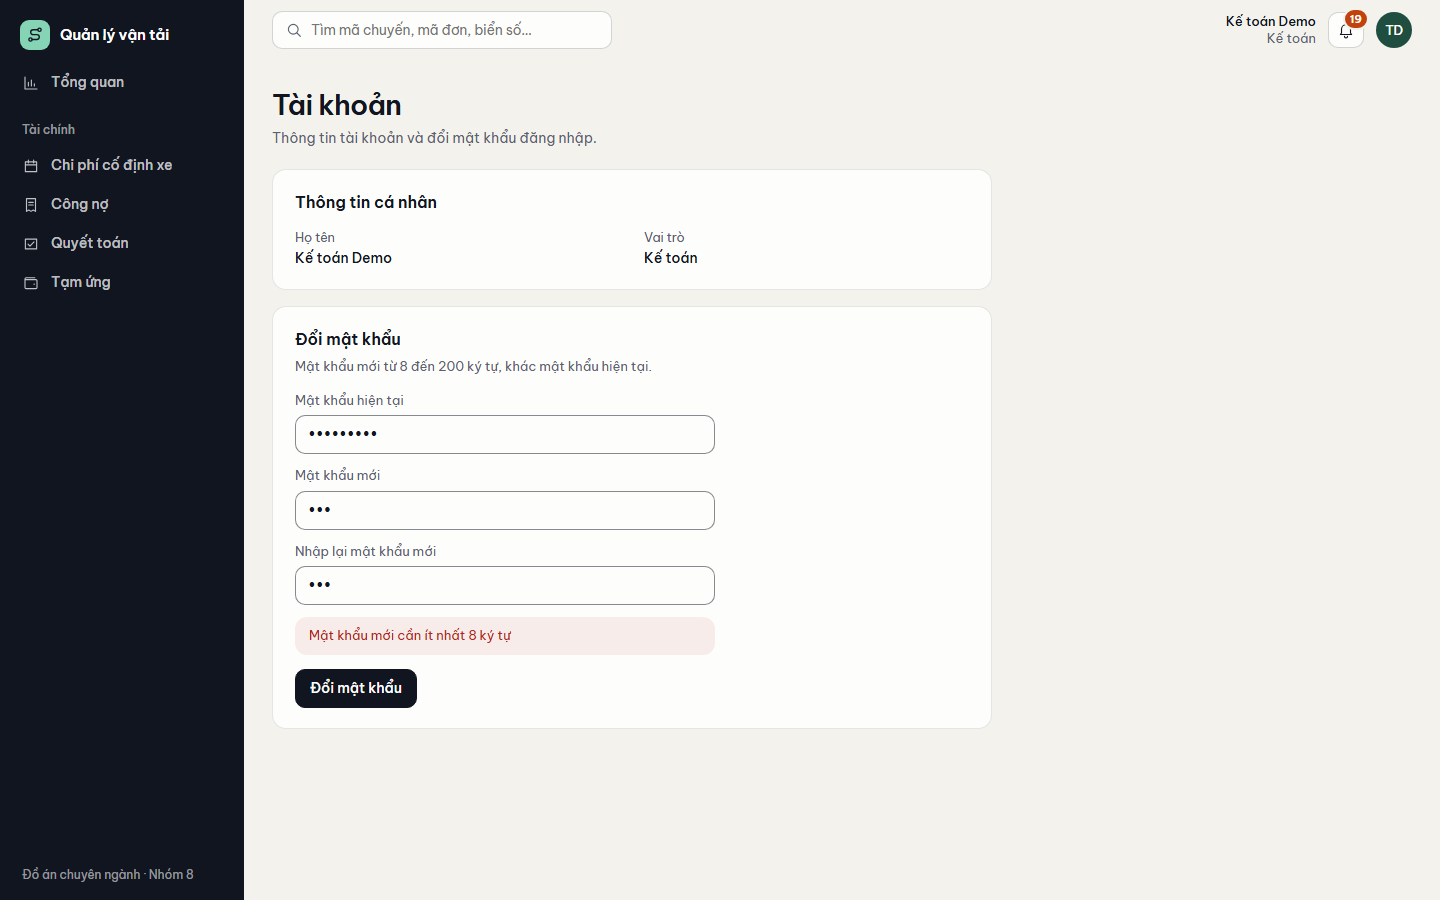 Quản lý vận tải
Tổng quan
Tài chính
Chi phí cố định xe
Công nợ
Quyết toán
Tạm ứng
Đồ án chuyên ngành · Nhóm 8
Tìm mã chuyến, mã đơn, biển số...
Kế toán Demo
Kế toán
19
TD
Tài khoản
Thông tin tài khoản và đổi mật khẩu đăng nhập.
Thông tin cá nhân
Họ tên
Kế toán Demo
Vai trò
Kế toán
Đổi mật khẩu
Mật khẩu mới từ 8 đến 200 ký tự, khác mật khẩu hiện tại.
Mật khẩu hiện tại
•••••••••
Mật khẩu mới
•••
Nhập lại mật khẩu mới
•••
Mật khẩu mới cần ít nhất 8 ký tự
Đổi mật khẩu